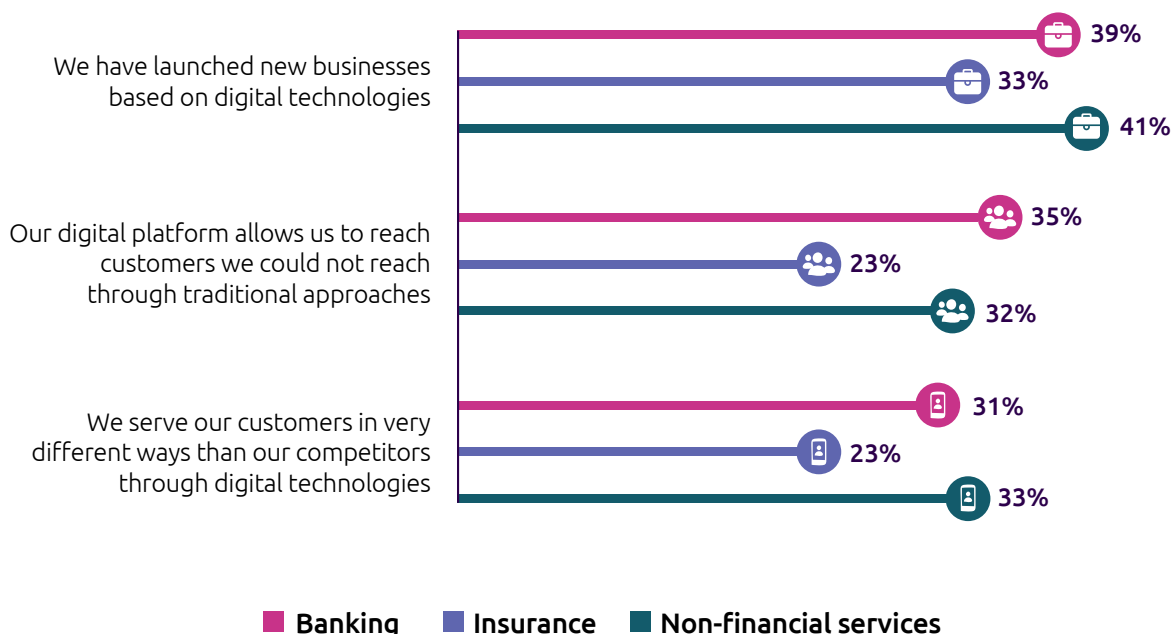 39%
We have launched new businesses
based on digital technologies
33%
41%
35%
Our digital platform allows us to reach
customers we could not reach
through traditional approaches
23%
32%
31%
We serve our customers in very
different ways than our competitors
through digital technologies
23%
33%
Banking
Insurance
Non-financial services